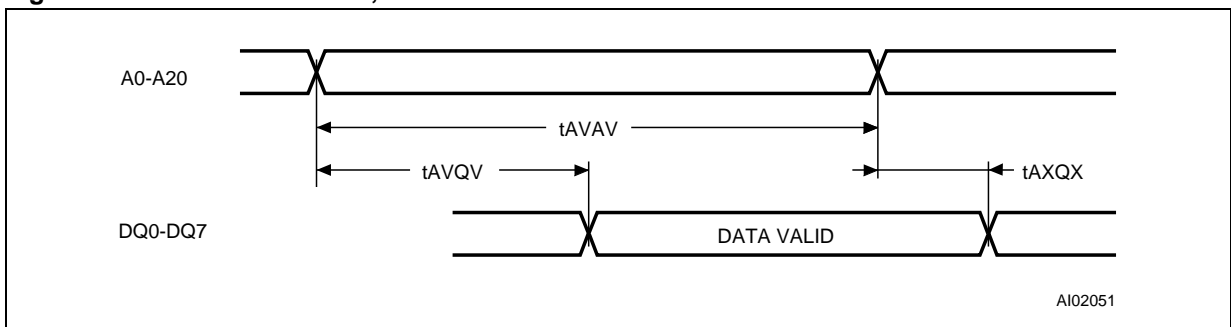 A0-A20
tAVAV
tAVQV
tAXQX
DQ0-DQ7
DATA VALID
AI02051